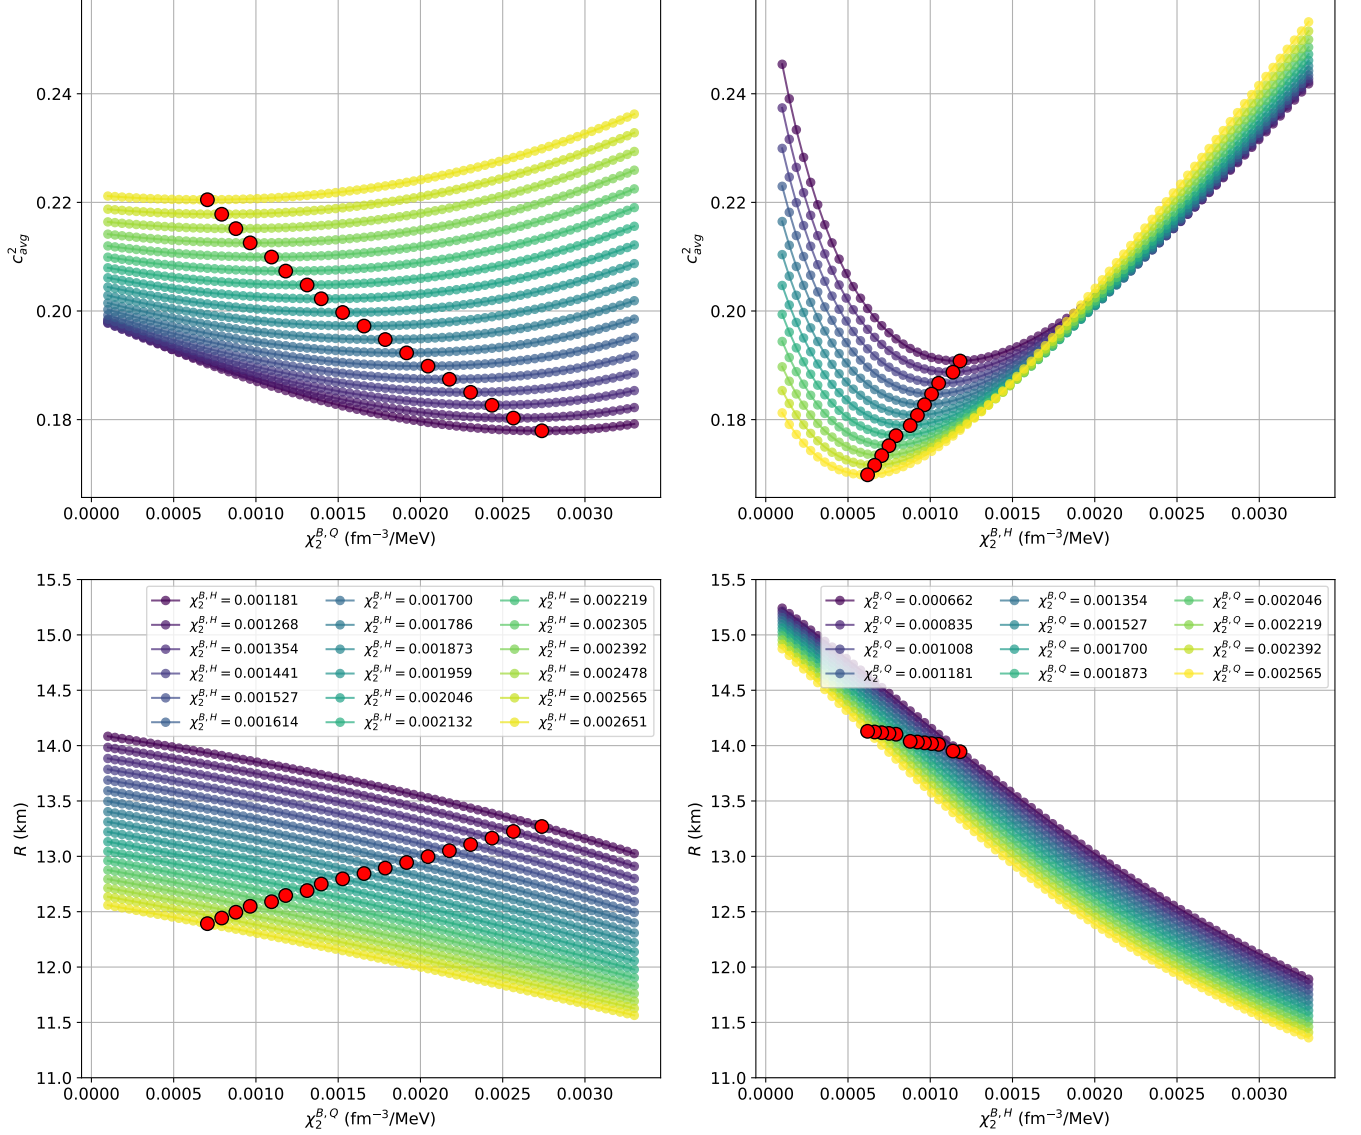 0.24
0.22
0.20
0.18
c²avg
0.0000 0.0005 0.0010 0.0015 0.0020 0.0025 0.0030
χ₂^{B,Q} (fm⁻³/MeV)
0.24
0.22
0.20
0.18
c²avg
0.0000 0.0005 0.0010 0.0015 0.0020 0.0025 0.0030
χ₂^{B,H} (fm⁻³/MeV)
15.5
15.0
14.5
14.0
13.5
13.0
12.5
12.0
11.5
11.0
R (km)
χ₂^{B,H} = 0.001181 χ₂^{B,H} = 0.001700 χ₂^{B,H} = 0.002219
χ₂^{B,H} = 0.001268 χ₂^{B,H} = 0.001786 χ₂^{B,H} = 0.002305
χ₂^{B,H} = 0.001354 χ₂^{B,H} = 0.001873 χ₂^{B,H} = 0.002392
χ₂^{B,H} = 0.001441 χ₂^{B,H} = 0.001959 χ₂^{B,H} = 0.002478
χ₂^{B,H} = 0.001527 χ₂^{B,H} = 0.002046 χ₂^{B,H} = 0.002565
χ₂^{B,H} = 0.001614 χ₂^{B,H} = 0.002132 χ₂^{B,H} = 0.002651
0.0000 0.0005 0.0010 0.0015 0.0020 0.0025 0.0030
χ₂^{B,Q} (fm⁻³/MeV)
15.5
15.0
14.5
14.0
13.5
13.0
12.5
12.0
11.5
11.0
R (km)
χ₂^{B,Q} = 0.000662 χ₂^{B,Q} = 0.001354 χ₂^{B,Q} = 0.002046
χ₂^{B,Q} = 0.000835 χ₂^{B,Q} = 0.001527 χ₂^{B,Q} = 0.002219
χ₂^{B,Q} = 0.001008 χ₂^{B,Q} = 0.001700 χ₂^{B,Q} = 0.002392
χ₂^{B,Q} = 0.001181 χ₂^{B,Q} = 0.001873 χ₂^{B,Q} = 0.002565
0.0000 0.0005 0.0010 0.0015 0.0020 0.0025 0.0030
χ₂^{B,H} (fm⁻³/MeV)